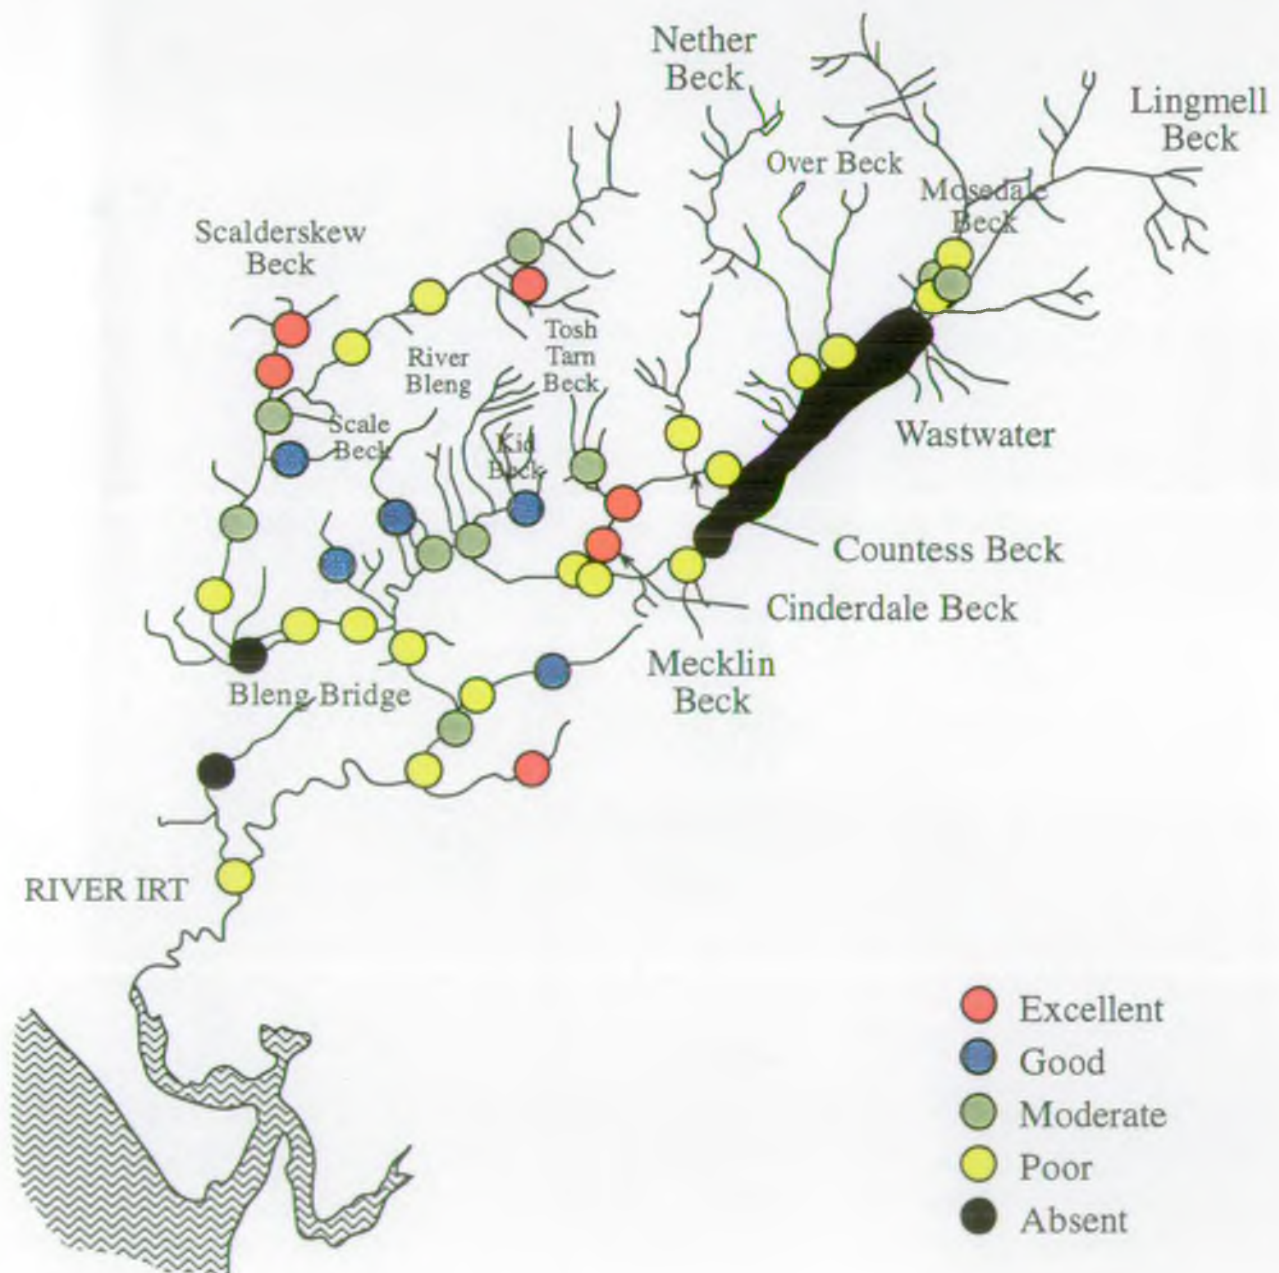 Nether
Beck
Lingmell
Beck
Over Beck
Mosedale
Beck
Scalderskew
Beck
Tosh
Tarn
Beck
River
Bleng
Scale
Beck
Kid
Beck
Wastwater
Countess Beck
Cinderdale Beck
Mecklin
Beck
Bleng Bridge
RIVER IRT
Excellent
Good
Moderate
Poor
Absent